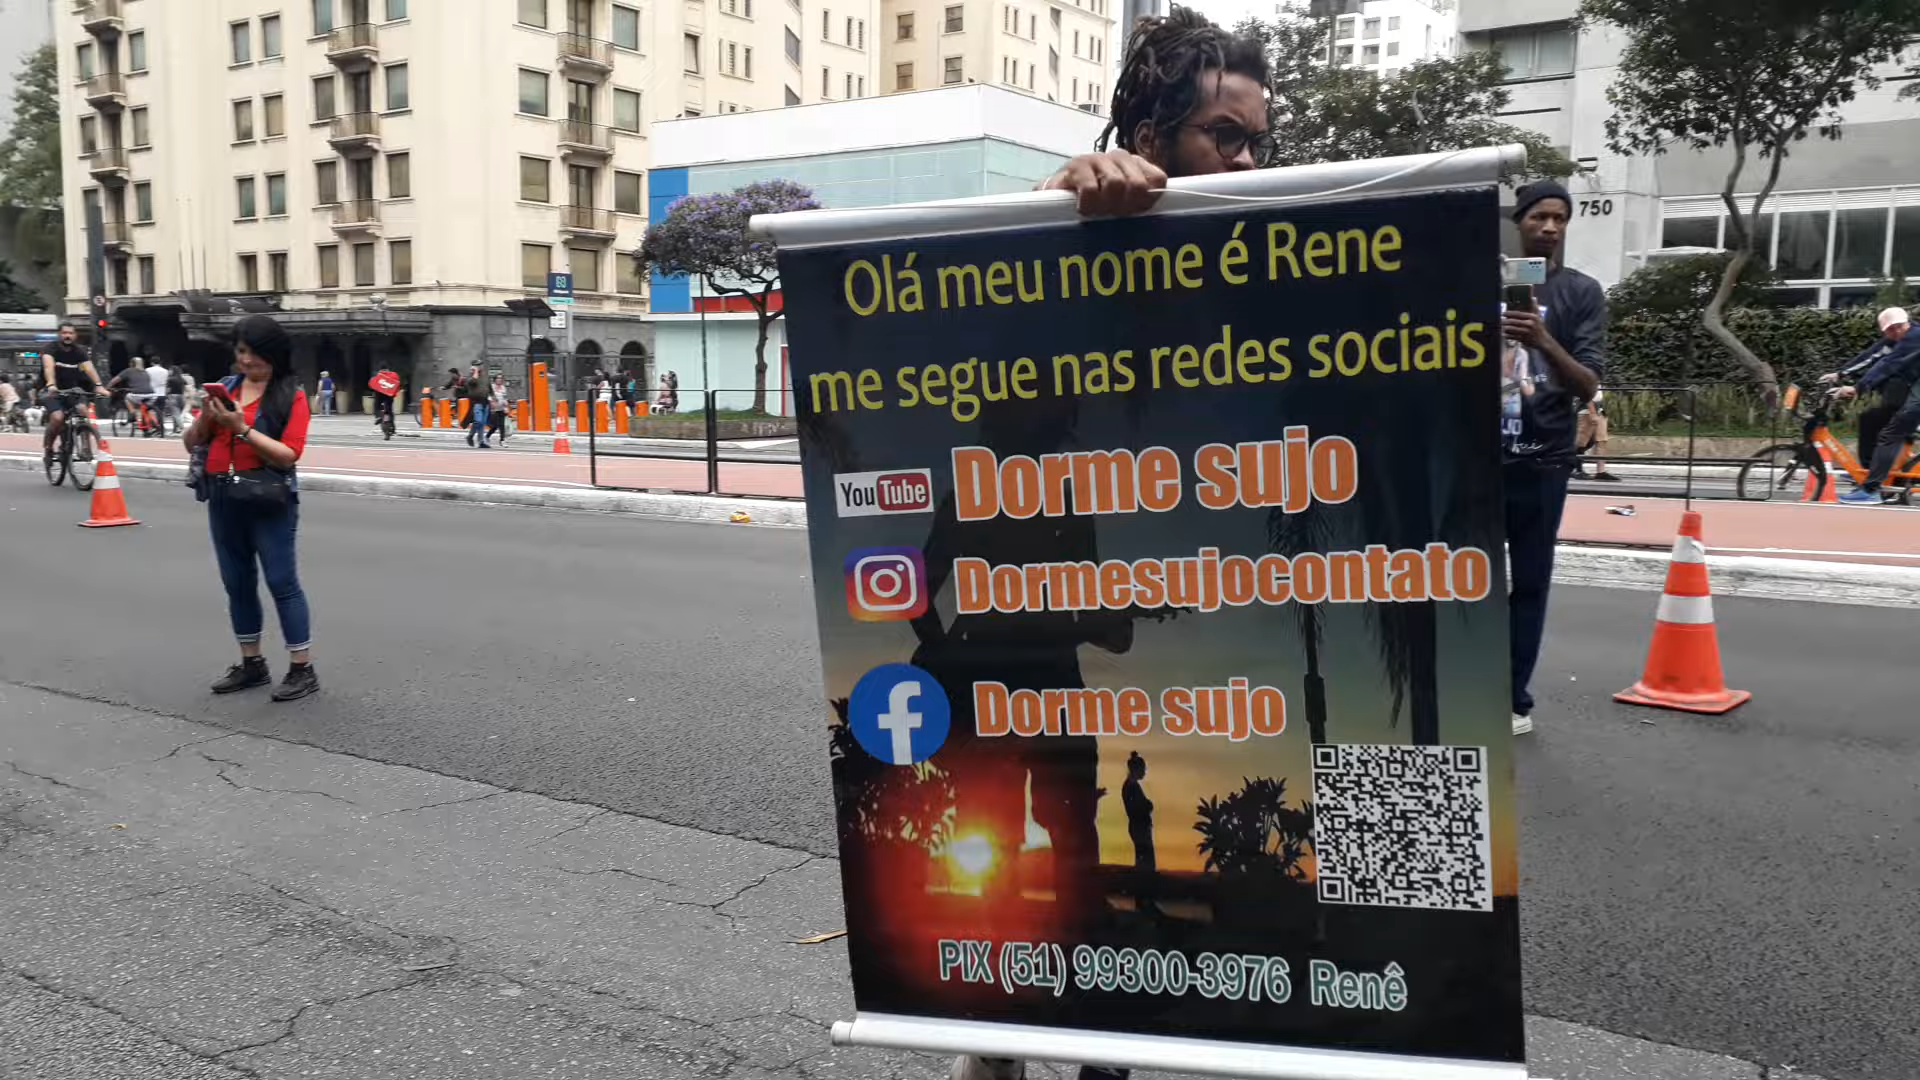 Olá meu nome é Rene
me segue nas redes sociais
YouTube Dorme sujo
Dormesujocontato
Dorme sujo
PIX (51) 99300-3976 Renê
750